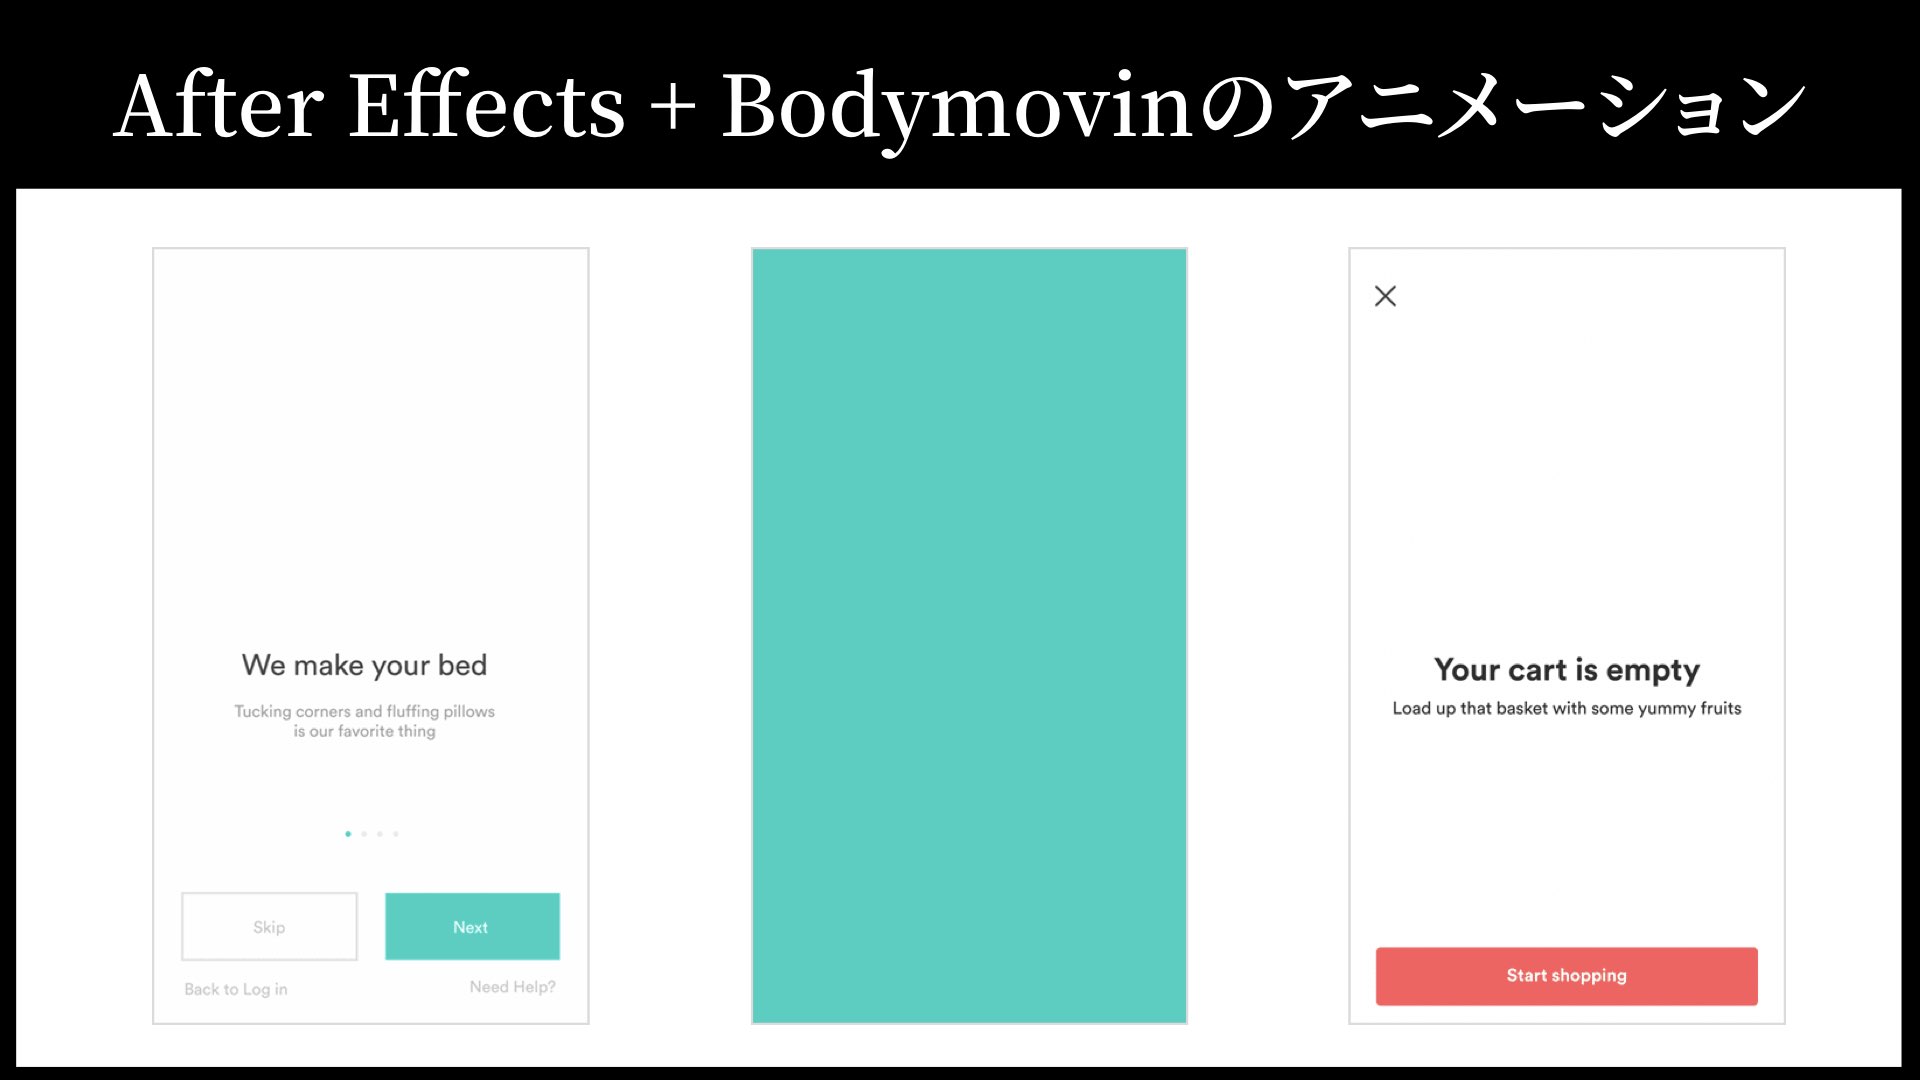 After Effects + Bodymovinのアニメーション
We make your bed
Tucking corners and fluffing pillows
is our favorite thing
Skip
Next
Back to Log in
Need Help?
Your cart is empty
Load up that basket with some yummy fruits
Start shopping